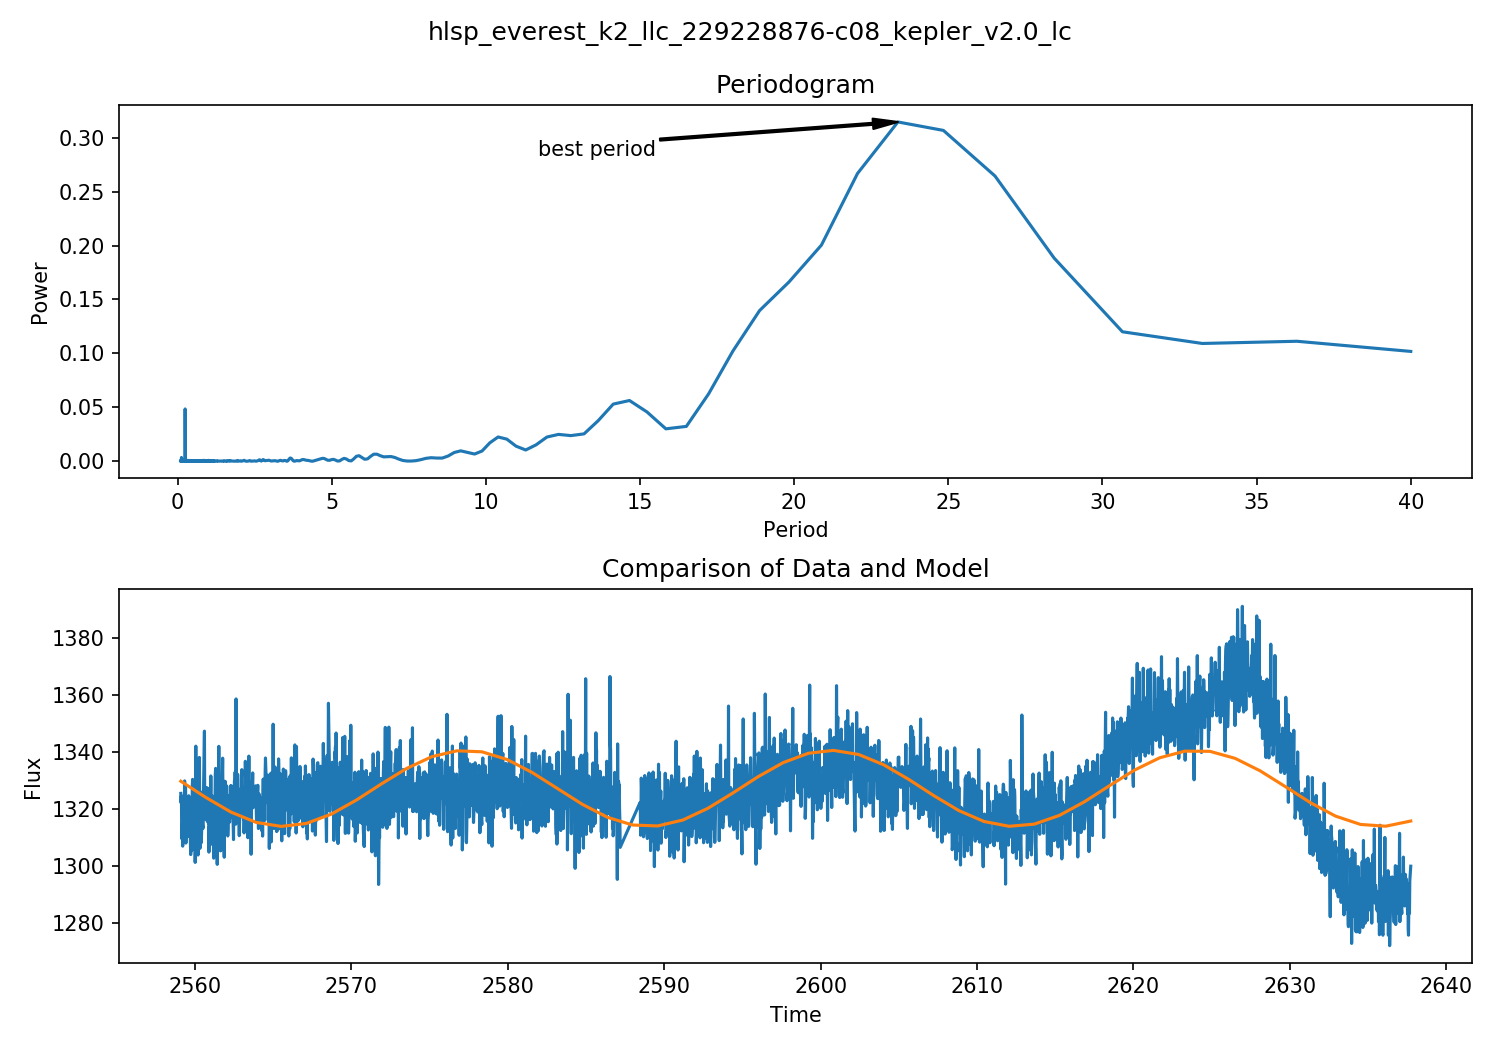 hlsp_everest_k2_llc_229228876-c08_kepler_v2.0_lc
Periodogram
0.30
0.25
0.20
0.15
0.10
0.05
0.00
Power
best period
0 5 10 15 20 25 30 35 40
Period
Comparison of Data and Model
1380
1360
1340
1320
1300
1280
Flux
2560 2570 2580 2590 2600 2610 2620 2630 2640
Time